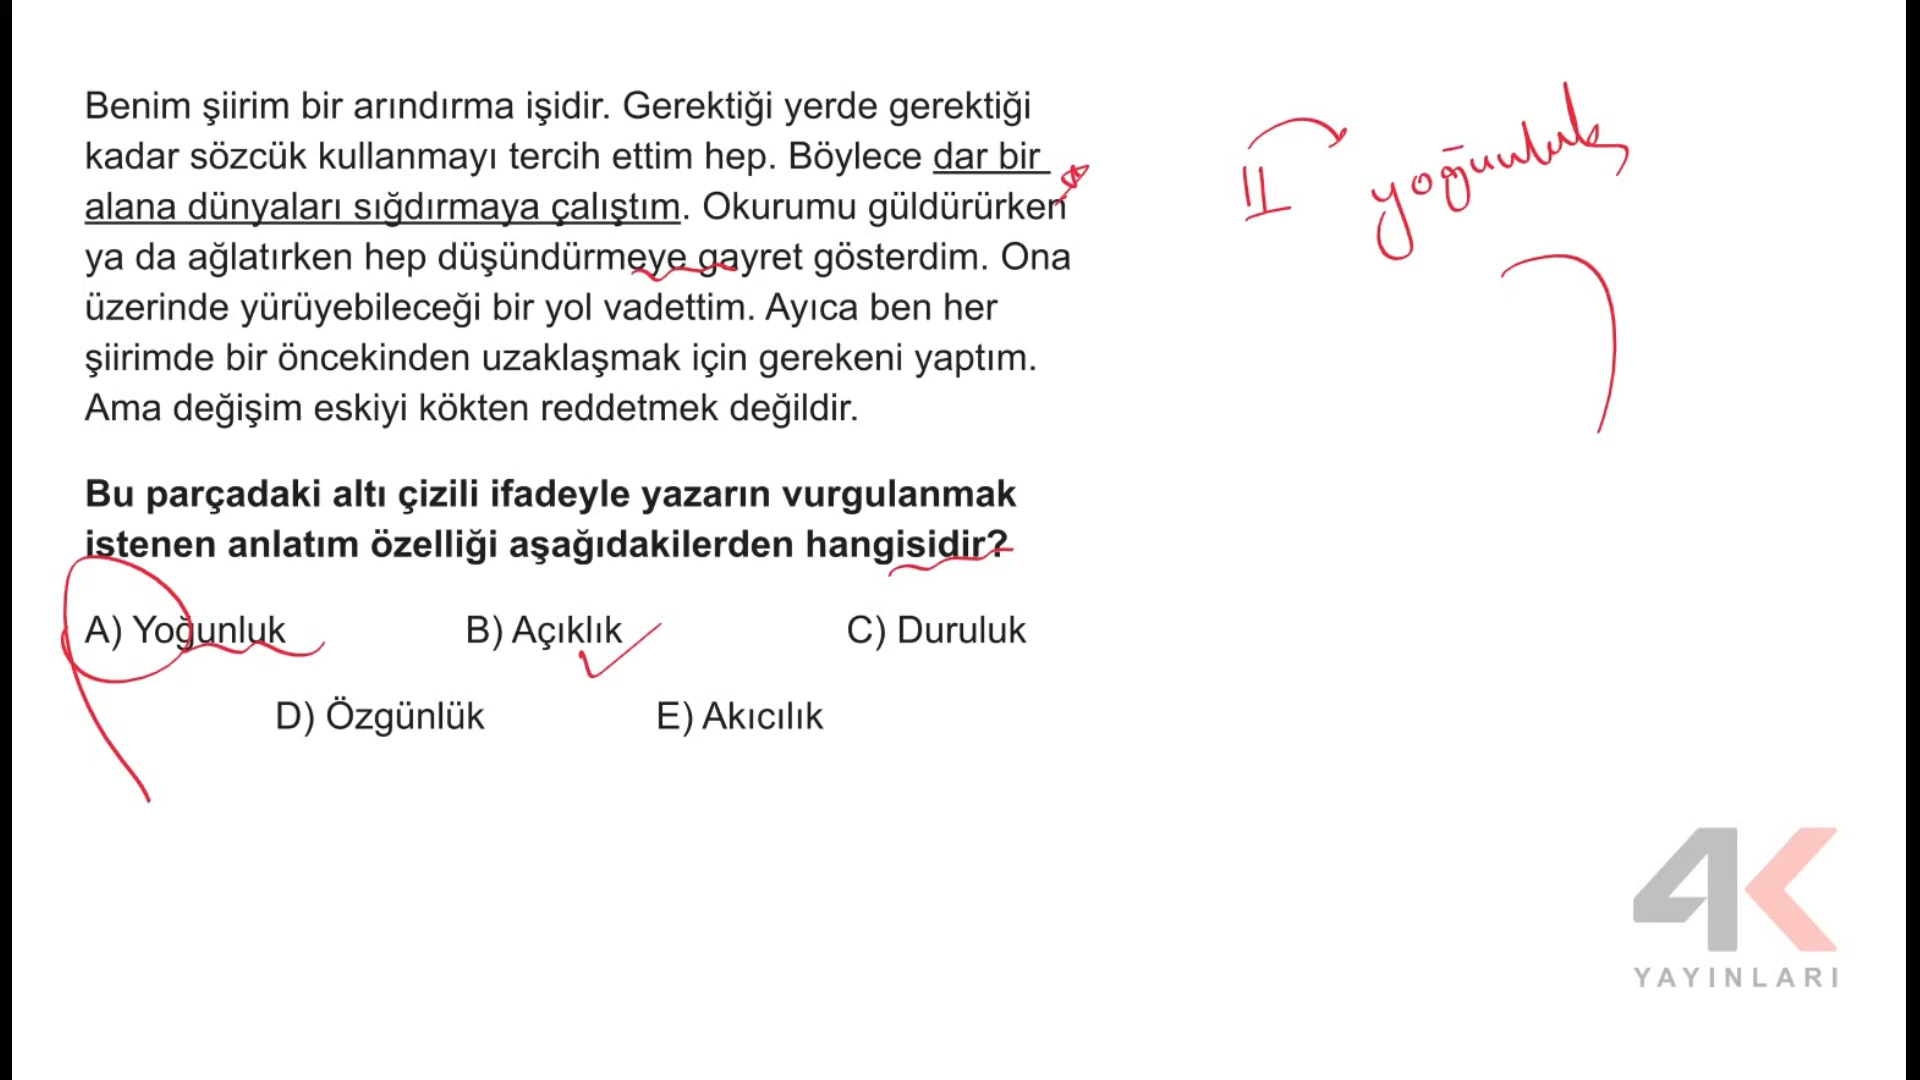 Benim şiirim bir arındırma işidir. Gerektiği yerde gerektiği
kadar sözcük kullanmayı tercih ettim hep. Böylece dar bir
alana dünyaları sığdırmaya çalıştım. Okurumu güldürürken
ya da ağlatırken hep düşündürmeye gayret gösterdim. Ona
üzerinde yürüyebileceği bir yol vadettim. Ayıca ben her
şiirimde bir öncekinden uzaklaşmak için gerekeni yaptım.
Ama değişim eskiyi kökten reddetmek değildir.
Bu parçadaki altı çizili ifadeyle yazarın vurgulanmak
istenen anlatım özelliği aşağıdakilerden hangisidir?
A) Yoğunluk B) Açıklık C) Duruluk
D) Özgünlük E) Akıcılık
II yoğunluk
4K
YAYINLARI